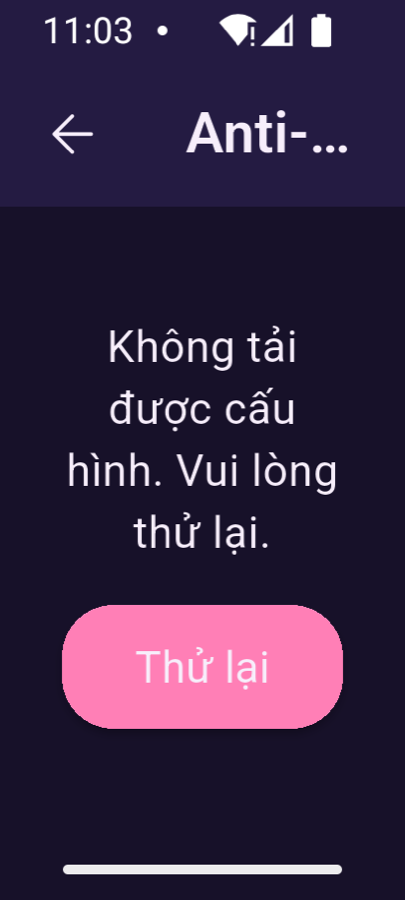 11:03
Anti-...
Không tải
được cấu
hình. Vui lòng
thử lại.
Thử lại